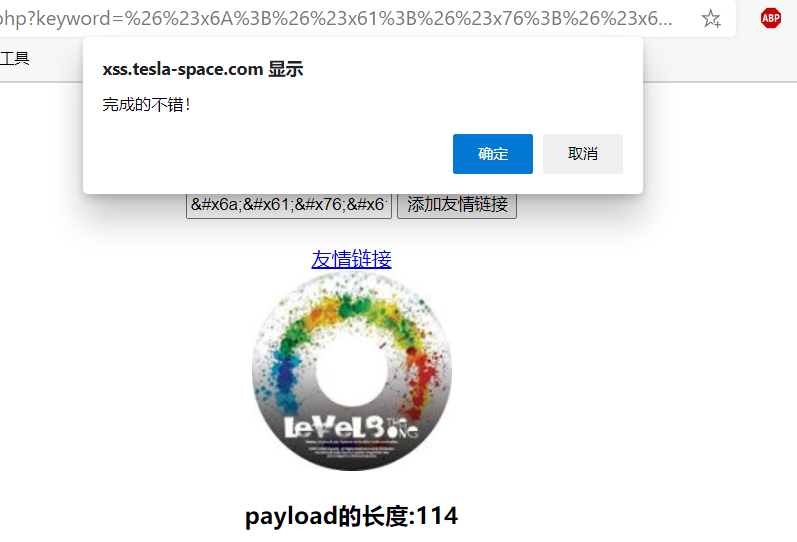 php?keyword=%26%23x6A%3B%26%23x61%3B%26%23x76%3B%26%23x6...
ABP
工具
xss.tesla-space.com 显示
完成的不错！
确定
取消
&#x6a;&#x61;&#x76;&#x6
添加友情链接
友情链接
LeVeL8 THe SONG
payload的长度:114